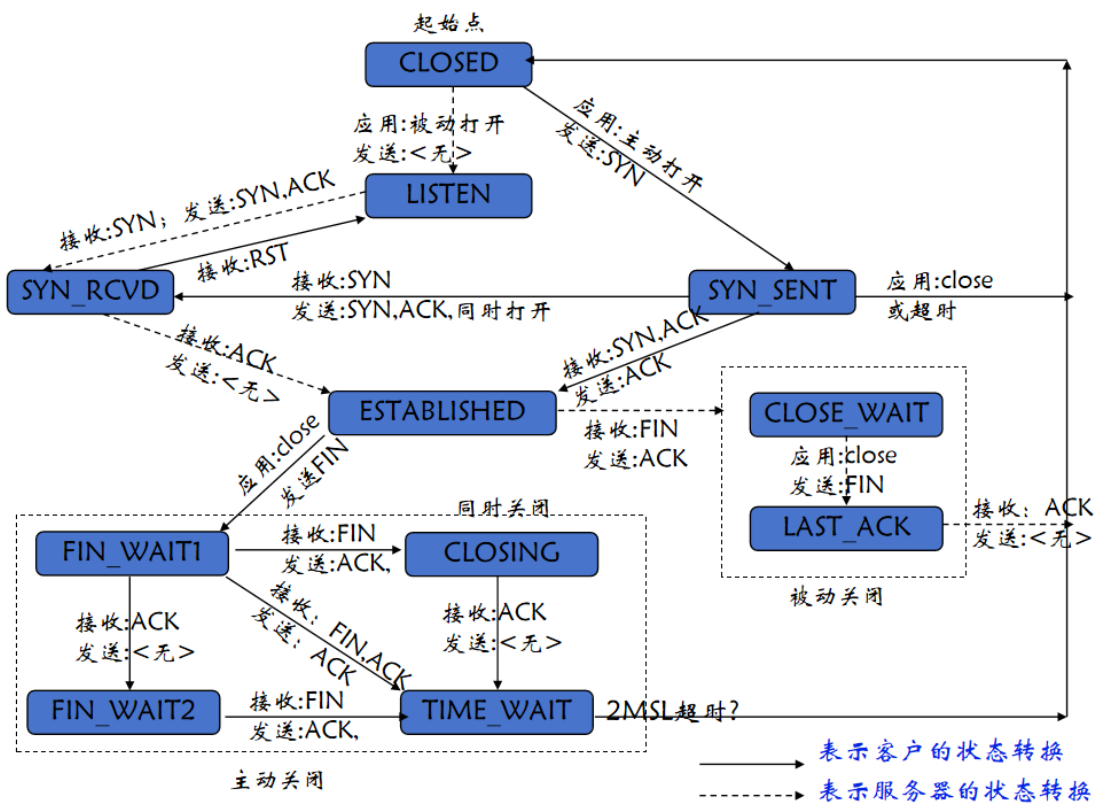 起始点
CLOSED
应用:被动打开
发送:<无>
应用:主动打开
发送:SYN
LISTEN
接收:SYN；发送:SYN,ACK
接收:RST
SYN_RCVD
接收:SYN
发送:SYN,ACK,同时打开
SYN_SENT
应用:close
或超时
接收:ACK
发送:<无>
接收:SYN,ACK
发送:ACK
ESTABLISHED
接收:FIN
发送:ACK
CLOSE_WAIT
应用:close
发送:FIN
LAST_ACK
接收：ACK
发送:<无>
被动关闭
应用:close
发送FIN
同时关闭
FIN_WAIT1
接收:FIN
发送:ACK,
CLOSING
接收:ACK
发送:<无>
接收：FIN,ACK
发送：ACK
接收:ACK
发送:<无>
FIN_WAIT2
接收:FIN
发送:ACK,
TIME_WAIT
2MSL超时?
主动关闭
表示客户的状态转换
表示服务器的状态转换